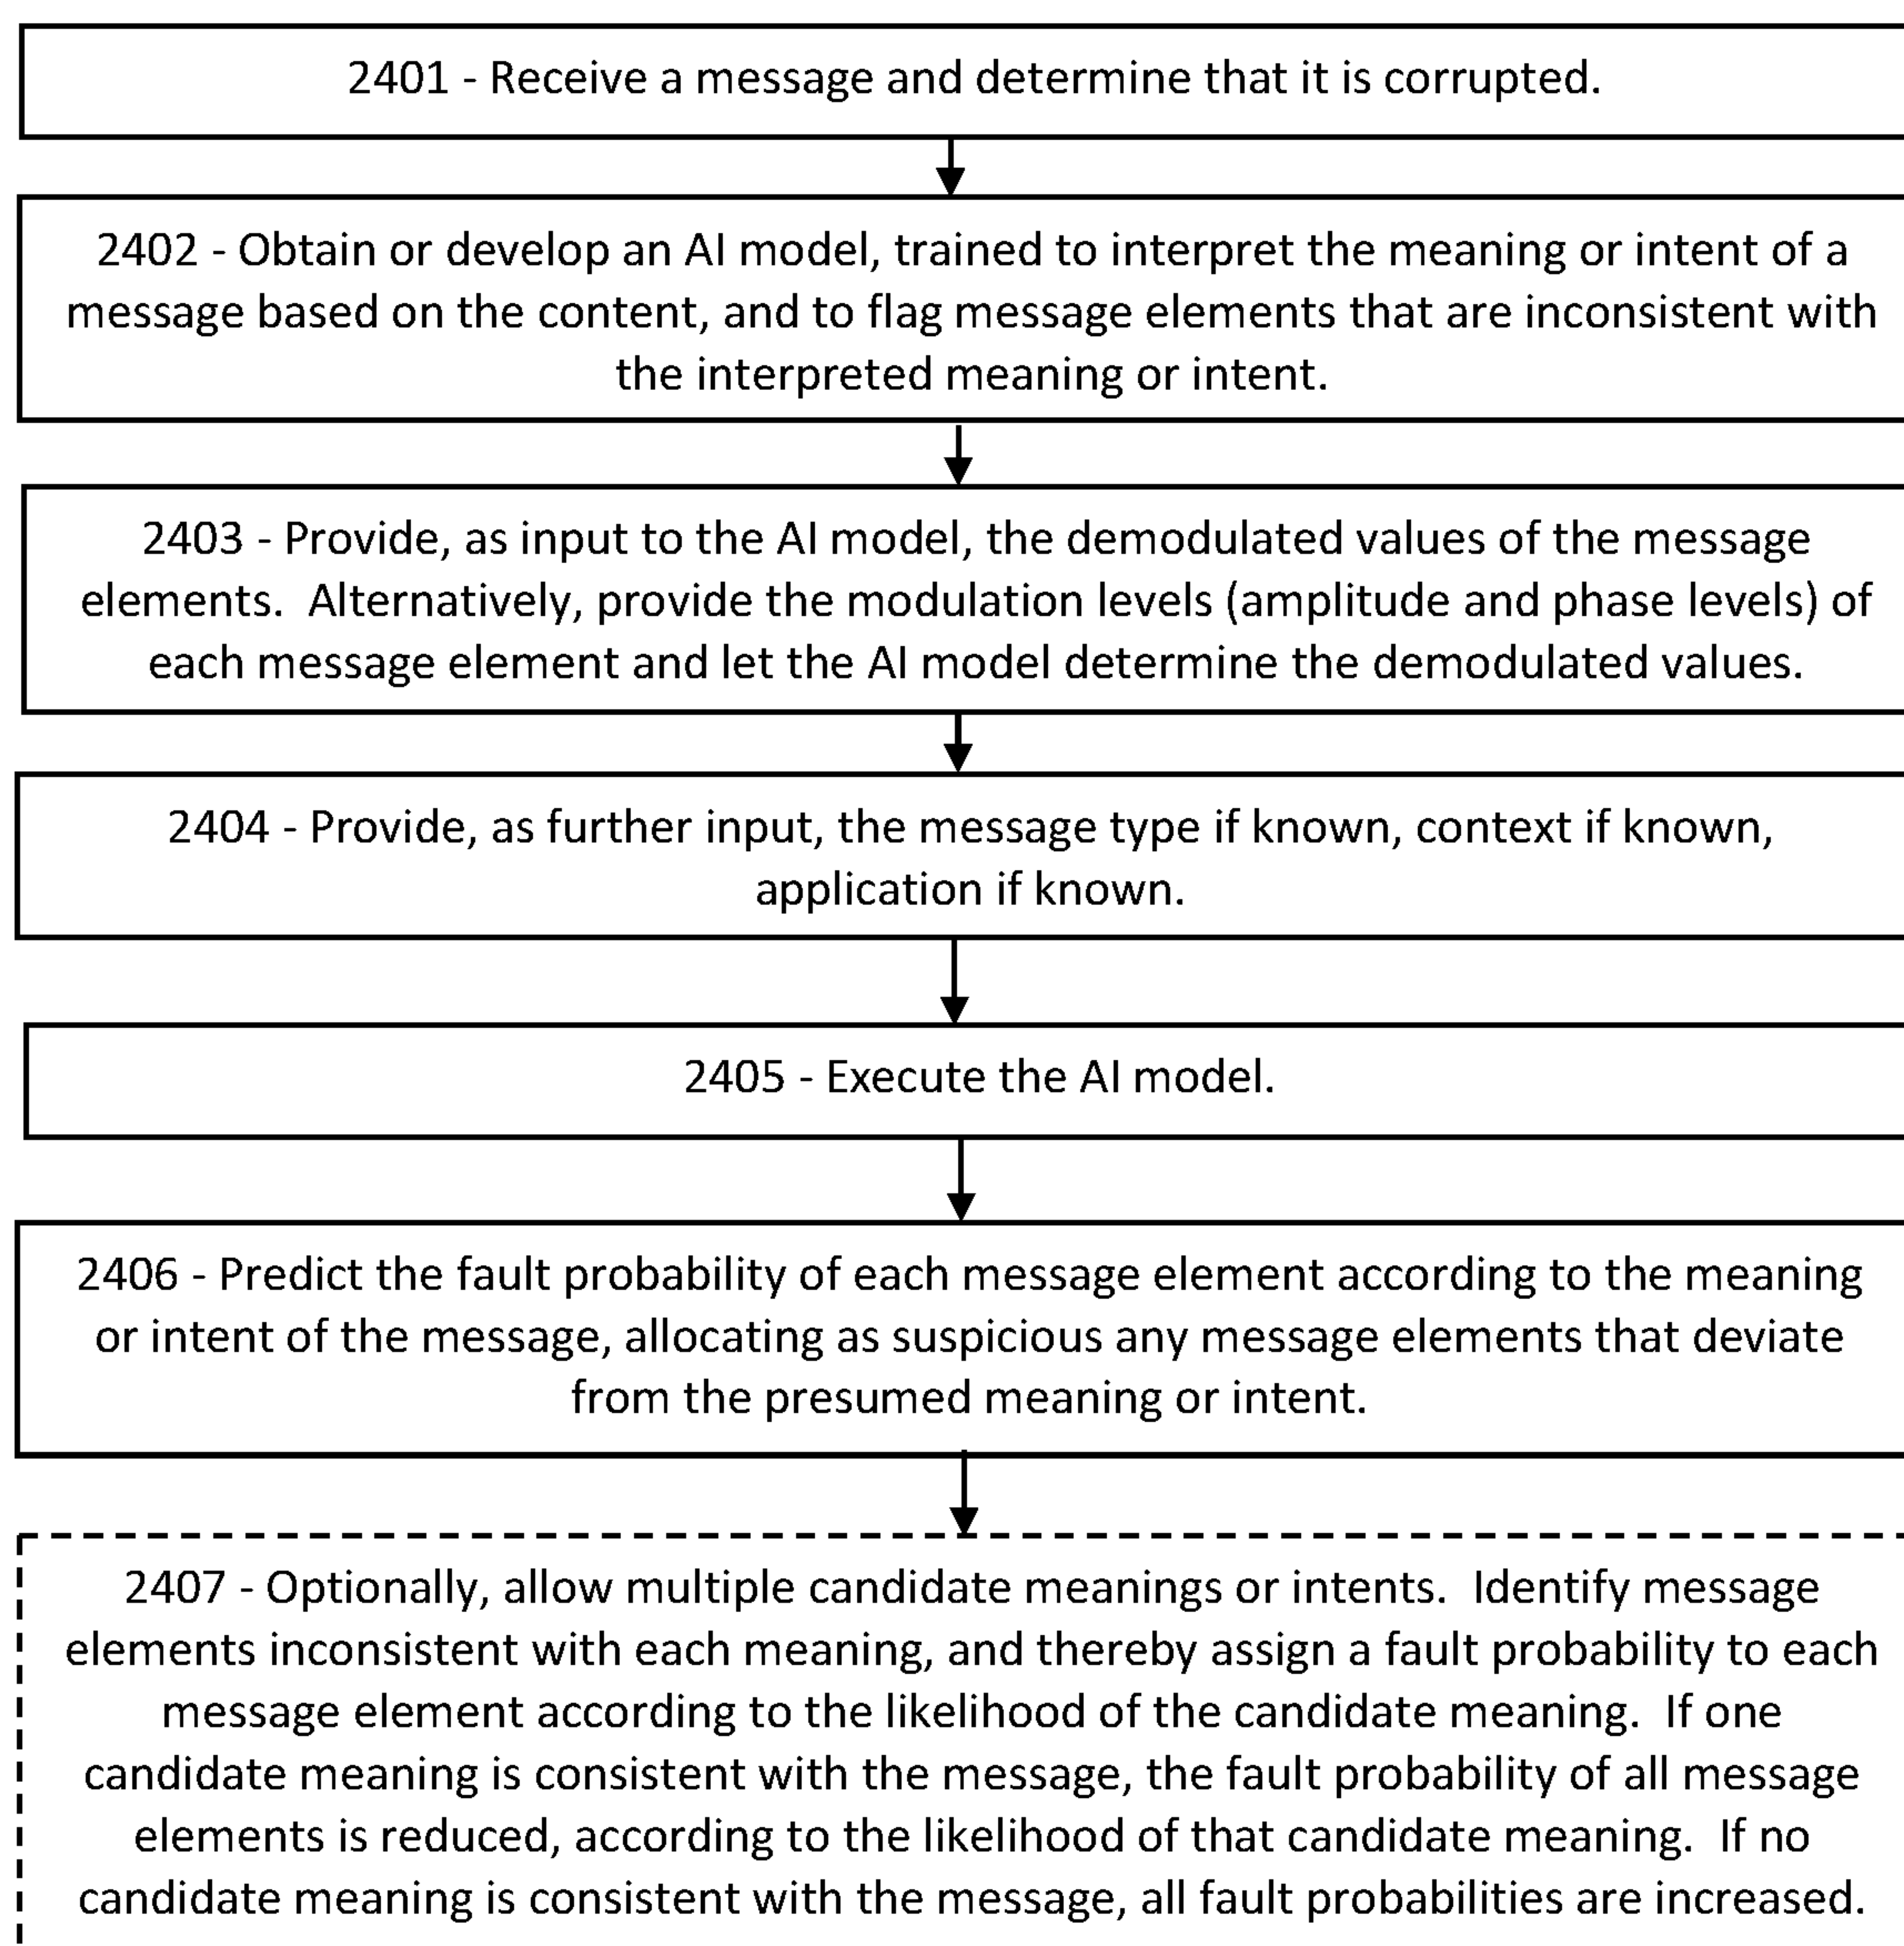 2401 - Receive a message and determine that it is corrupted.
2402 - Obtain or develop an AI model, trained to interpret the meaning or intent of a
message based on the content, and to flag message elements that are inconsistent with
the interpreted meaning or intent.
2403 - Provide, as input to the AI model, the demodulated values of the message
elements.  Alternatively, provide the modulation levels (amplitude and phase levels) of
each message element and let the AI model determine the demodulated values.
2404 - Provide, as further input, the message type if known, context if known,
application if known.
2405 - Execute the AI model.
2406 - Predict the fault probability of each message element according to the meaning
or intent of the message, allocating as suspicious any message elements that deviate
from the presumed meaning or intent.
2407 - Optionally, allow multiple candidate meanings or intents.  Identify message
elements inconsistent with each meaning, and thereby assign a fault probability to each
message element according to the likelihood of the candidate meaning.  If one
candidate meaning is consistent with the message, the fault probability of all message
elements is reduced, according to the likelihood of that candidate meaning.  If no
candidate meaning is consistent with the message, all fault probabilities are increased.